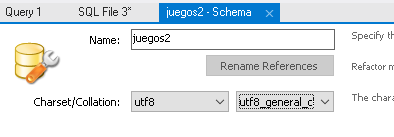 Query 1
SQL File 3*
juegos2 - Schema
Name:
juegos2
Specify th
Rename References
Refactor m
Charset/Collation:
utf8
utf8_general_c
The chara